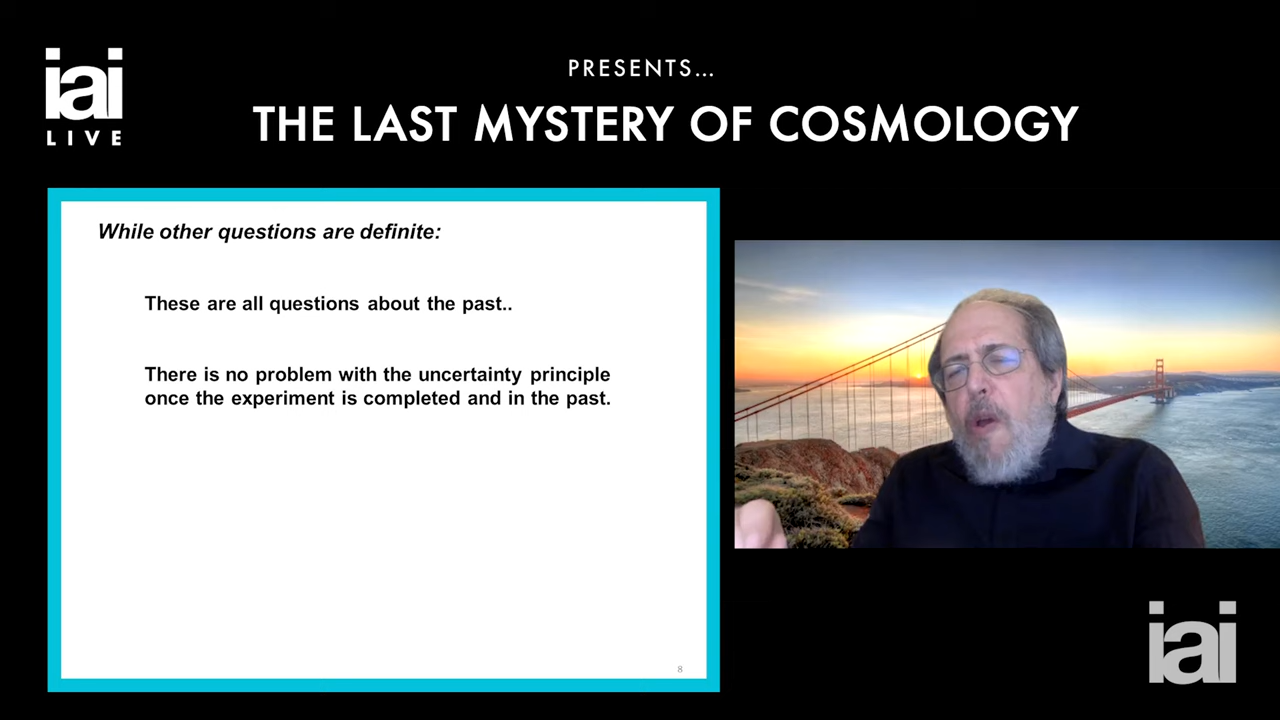 iai
LIVE
PRESENTS...
THE LAST MYSTERY OF COSMOLOGY
While other questions are definite:
These are all questions about the past..
There is no problem with the uncertainty principle
once the experiment is completed and in the past.
8
iai